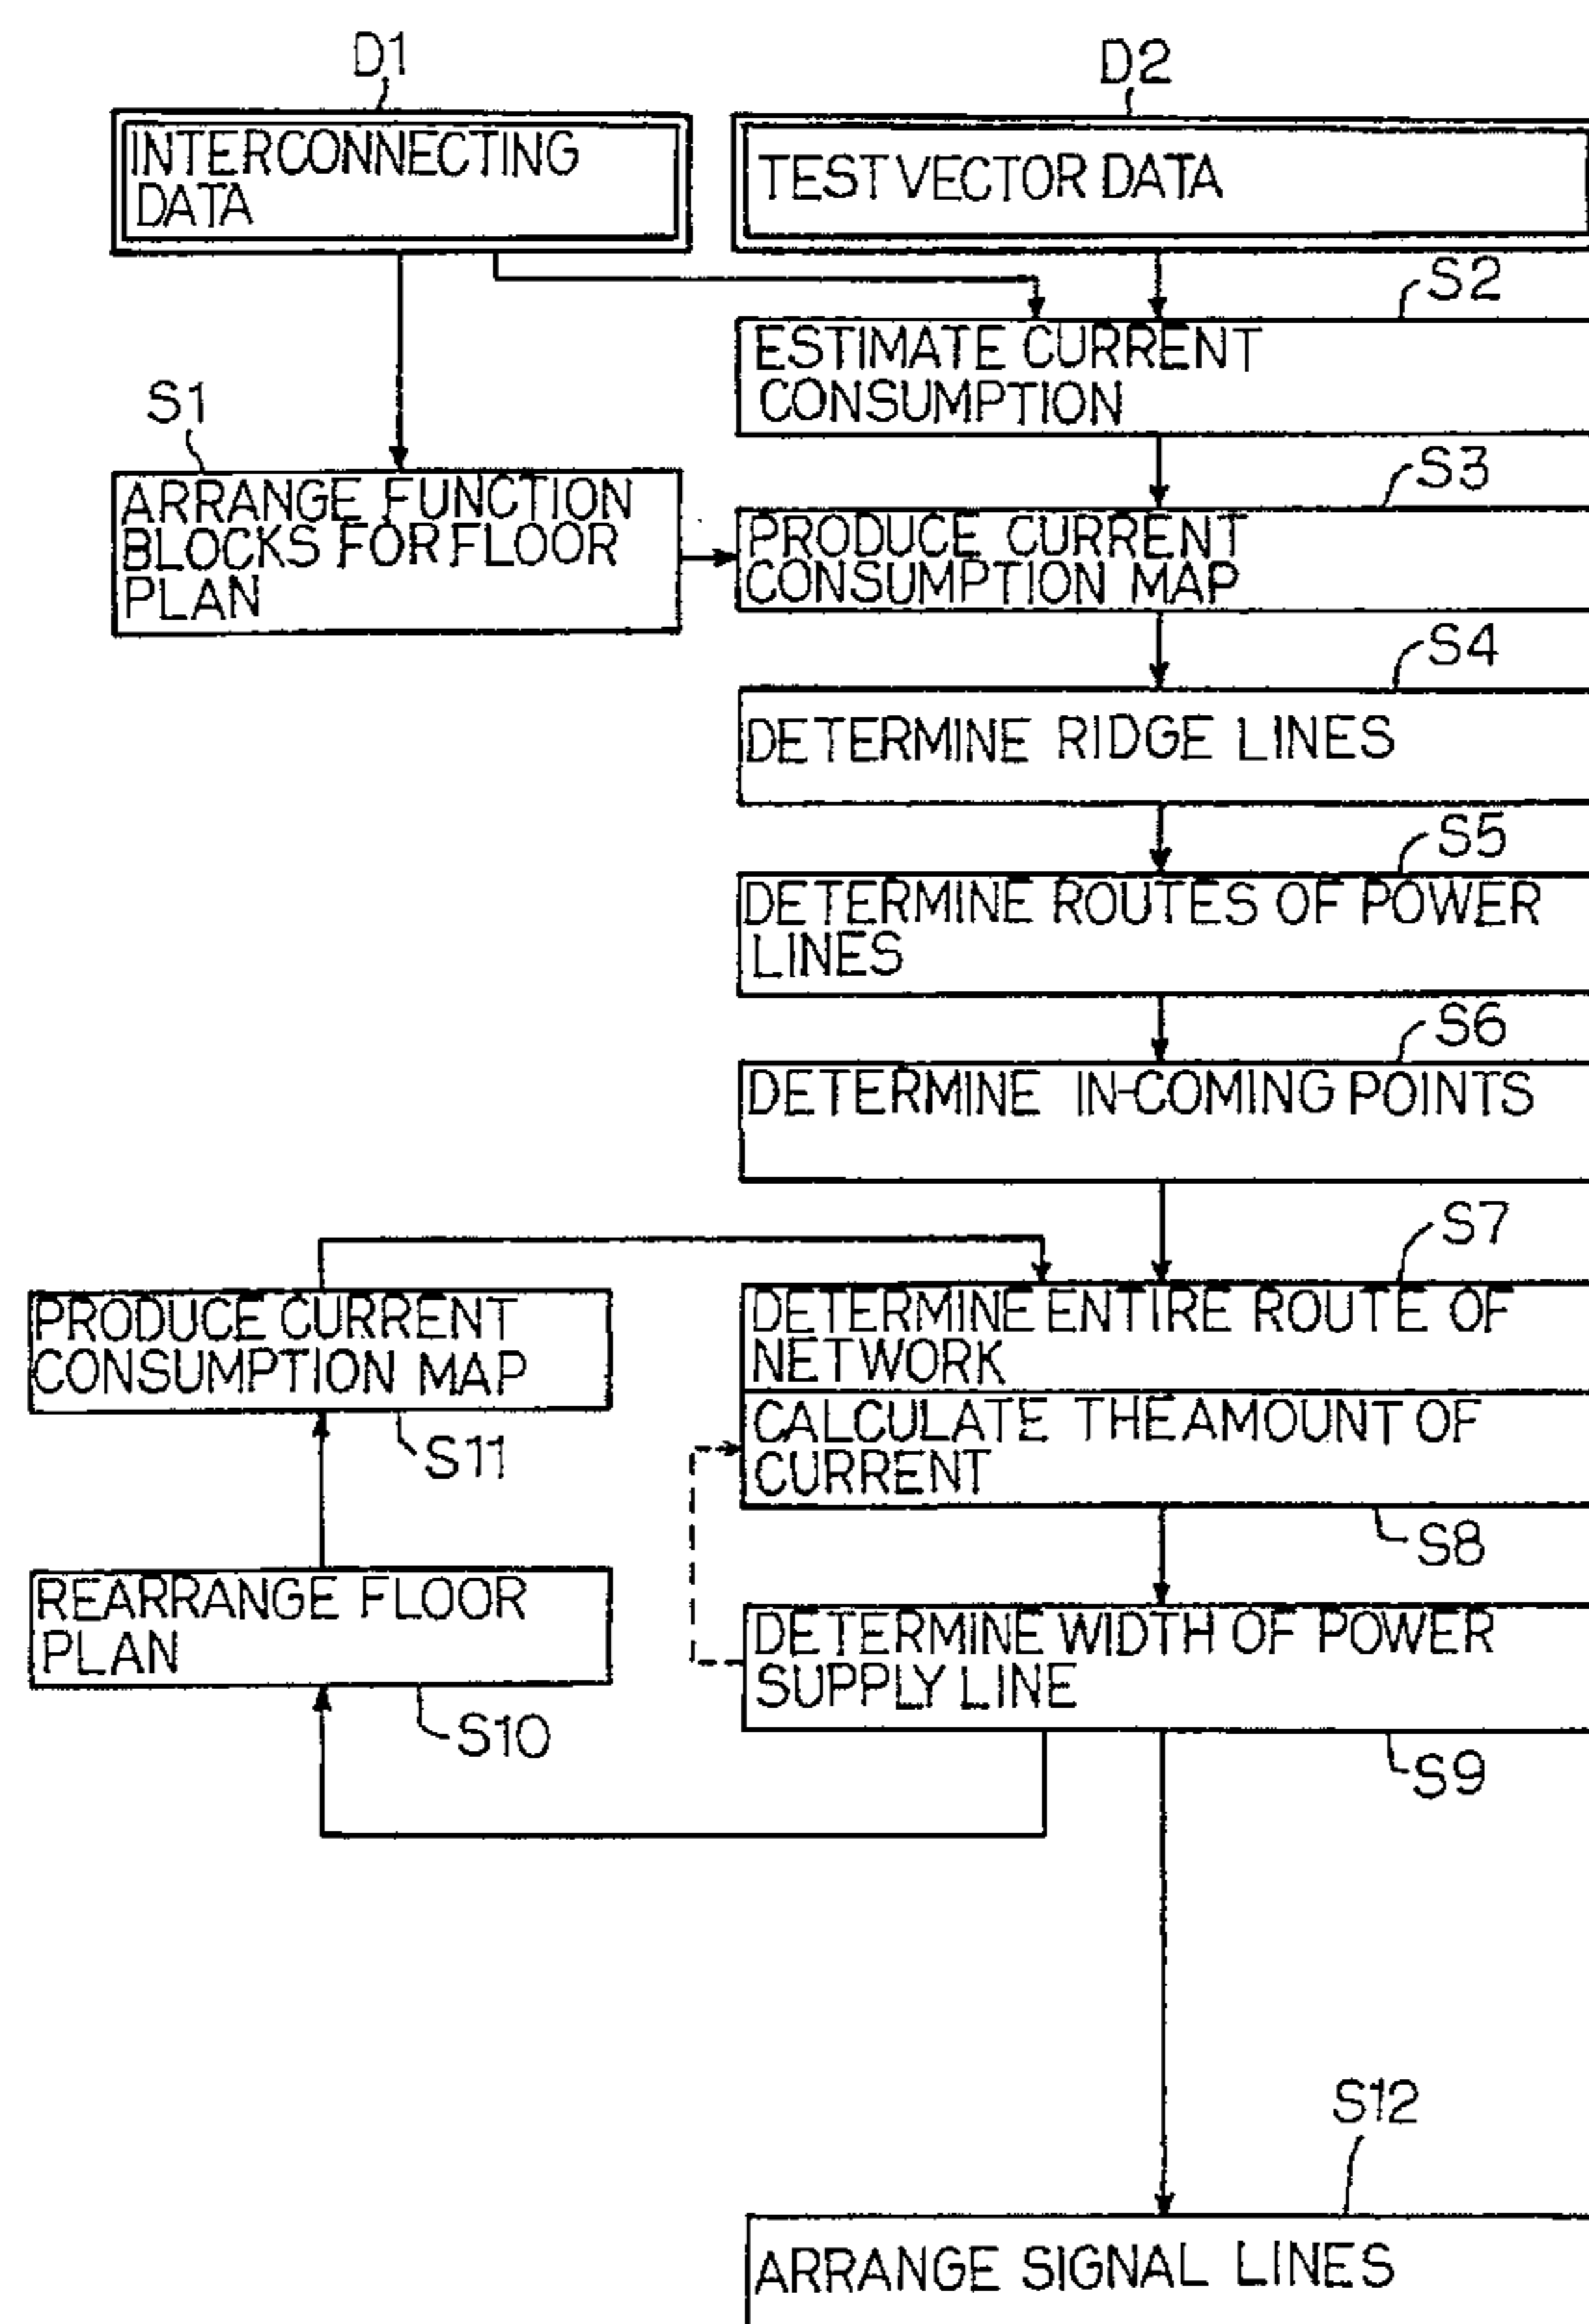 D1
D2
INTERCONNECTING
DATA
TEST VECTOR DATA
S2
ESTIMATE CURRENT
CONSUMPTION
S1
ARRANGE FUNCTION
BLOCKS FOR FLOOR
PLAN
S3
PRODUCE CURRENT
CONSUMPTION MAP
S4
DETERMINE RIDGE LINES
S5
DETERMINE ROUTES OF POWER
LINES
S6
DETERMINE IN-COMING POINTS
S7
DETERMINE ENTIRE ROUTE OF
NETWORK
PRODUCE CURRENT
CONSUMPTION MAP
S11
CALCULATE THE AMOUNT OF
CURRENT
S8
REARRANGE FLOOR
PLAN
S10
DETERMINE WIDTH OF POWER
SUPPLY LINE
S9
S12
ARRANGE SIGNAL LINES